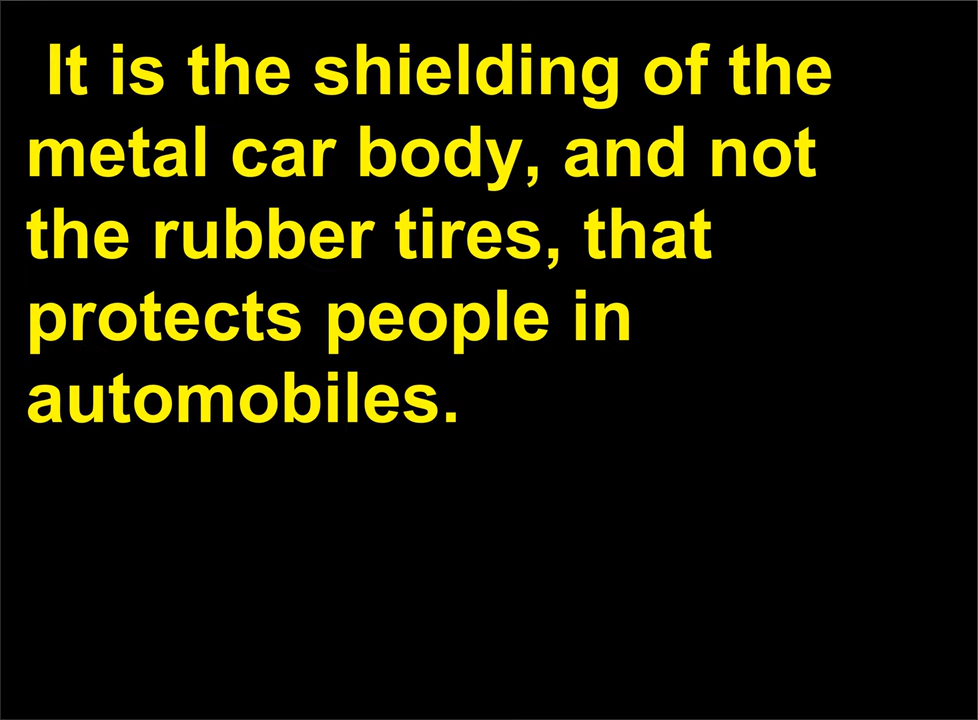 It is the shielding of the
metal car body, and not
the rubber tires, that
protects people in
automobiles.